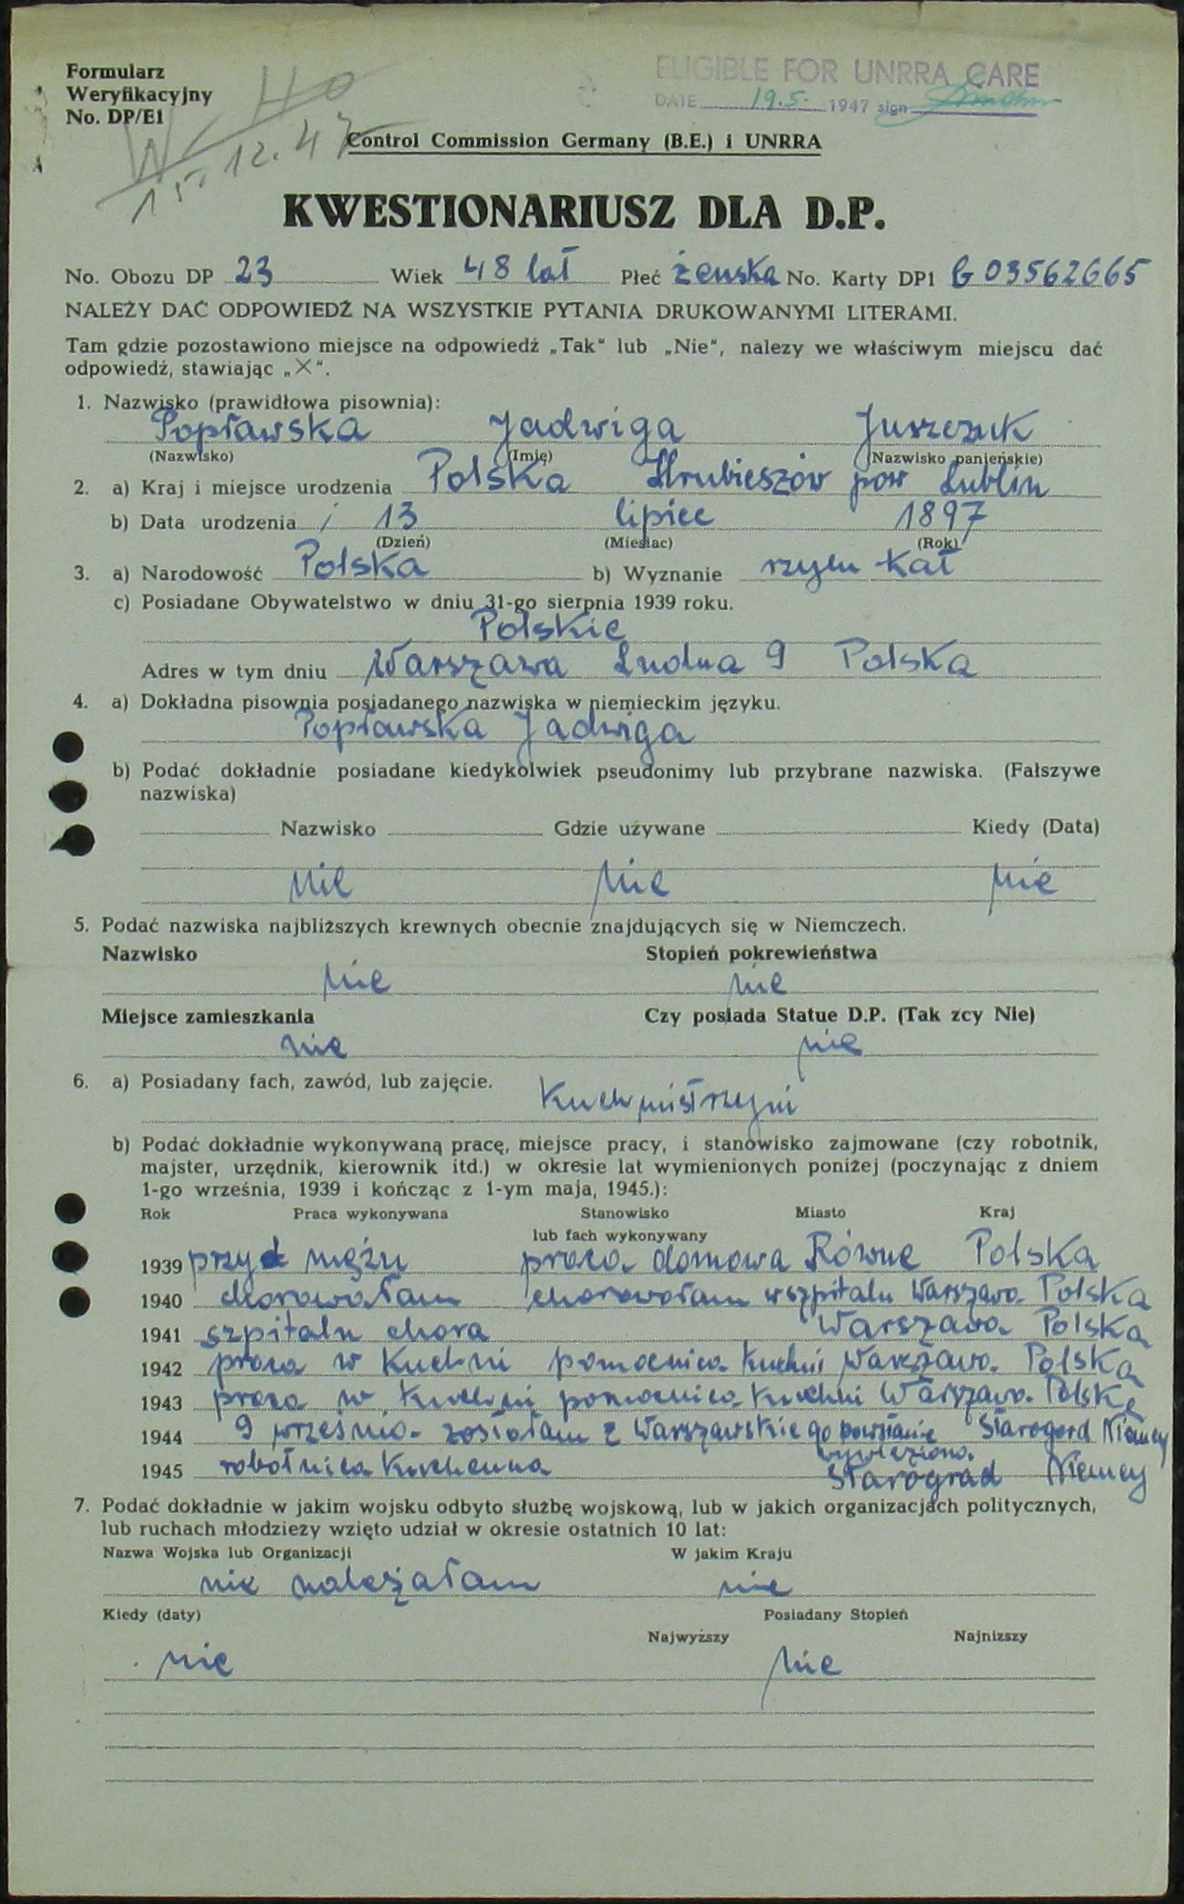 Formularz
Weryfikacyjny
No. DP/E1
ELIGIBLE FOR UNRRA CARE
DATE 19.5. 1947 sign
15. 12. 47
Control Commission Germany (B.E.) i UNRRA
KWESTIONARIUSZ DLA D.P.
No. Obozu DP 23 Wiek 48 lat Płeć żenska No. Karty DP1 G 03562665
NALEŻY DAĆ ODPOWIEDŹ NA WSZYSTKIE PYTANIA DRUKOWANYMI LITERAMI.
Tam gdzie pozostawiono miejsce na odpowiedź „Tak“ lub „Nie“, nalezy we właściwym miejscu dać
odpowiedź, stawiając „X“.
1. Nazwisko (prawidłowa pisownia):
Popławska Jadwiga Juszczuk
(Nazwisko) (Imię) (Nazwisko panieńskie)
2. a) Kraj i miejsce urodzenia Polska Hrubieszów pow Lublin
b) Data urodzenia 13 lipiec 1897
(Dzień) (Miesiac) (Rok)
3. a) Narodowość Polska b) Wyznanie rzym kat
c) Posiadane Obywatelstwo w dniu 31-go sierpnia 1939 roku.
Polskie
Adres w tym dniu Warszawa Ludna 9 Polska
4. a) Dokładna pisownia posiadanego nazwiska w niemieckim języku.
Popławska Jadwiga
b) Podać dokładnie posiadane kiedykolwiek pseudonimy lub przybrane nazwiska. (Fałszywe
nazwiska)
Nazwisko Gdzie używane Kiedy (Data)
nie nie nie
5. Podać nazwiska najbliższych krewnych obecnie znajdujących się w Niemczech.
Nazwisko Stopień pokrewieństwa
nie nie
Miejsce zamieszkania Czy posiada Statue D.P. (Tak zcy Nie)
nie nie
6. a) Posiadany fach, zawód, lub zajęcie.
Kuchmistrzyni
b) Podać dokładnie wykonywaną pracę, miejsce pracy, i stanowisko zajmowane (czy robotnik,
majster, urzędnik, kierownik itd.) w okresie lat wymienionych poniżej (poczynając z dniem
1-go września, 1939 i kończąc z 1-ym maja, 1945.):
Rok Praca wykonywana Stanowisko Miasto Kraj
lub fach wykonywany
1939 przy mężu praca domowa Równe Polska
1940 chorowałam chorowałam w szpitalu Warszawa Polska
1941 szpitalu chora Warszawa Polska
1942 praca w Kuchni pomocnica kuchni Warszawa Polska
1943 praca w Kuchni pomocnica kuchni Warszawa Polska
1944 9 wrześnio zostałam z Warszawskiego powstanie Starogard Niemcy
wywieziona.
1945 robotnica Kuchenna Starograd Niemcy
7. Podać dokładnie w jakim wojsku odbyto służbę wojskową, lub w jakich organizacjach politycznych,
lub ruchach młodzieży wzięto udział w okresie ostatnich 10 lat:
Nazwa Wojska lub Organizacji W jakim Kraju
nie należałam nie
Kiedy (daty) Posiadany Stopień
Najwyższy Najniższy
nie nie